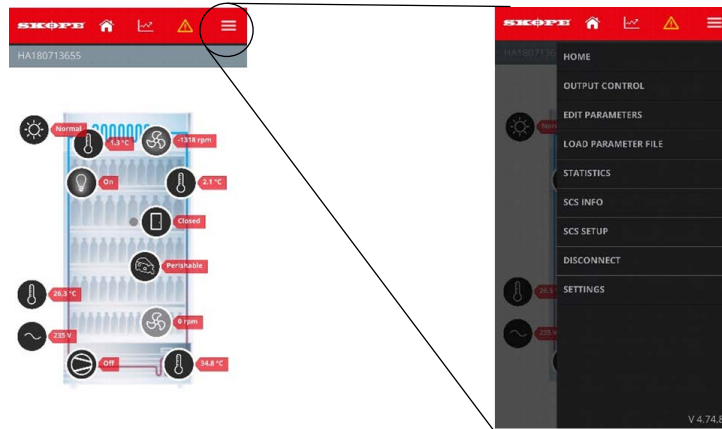 SKOPE
HA180713655
Normal
1.3 °C
-1318 rpm
On
2.1 °C
Closed
Perishable
26.3 °C
0 rpm
235 V
Off
34.8 °C
SKOPE
HOME
OUTPUT CONTROL
EDIT PARAMETERS
LOAD PARAMETER FILE
STATISTICS
SCS INFO
SCS SETUP
DISCONNECT
SETTINGS
V 4.74.8